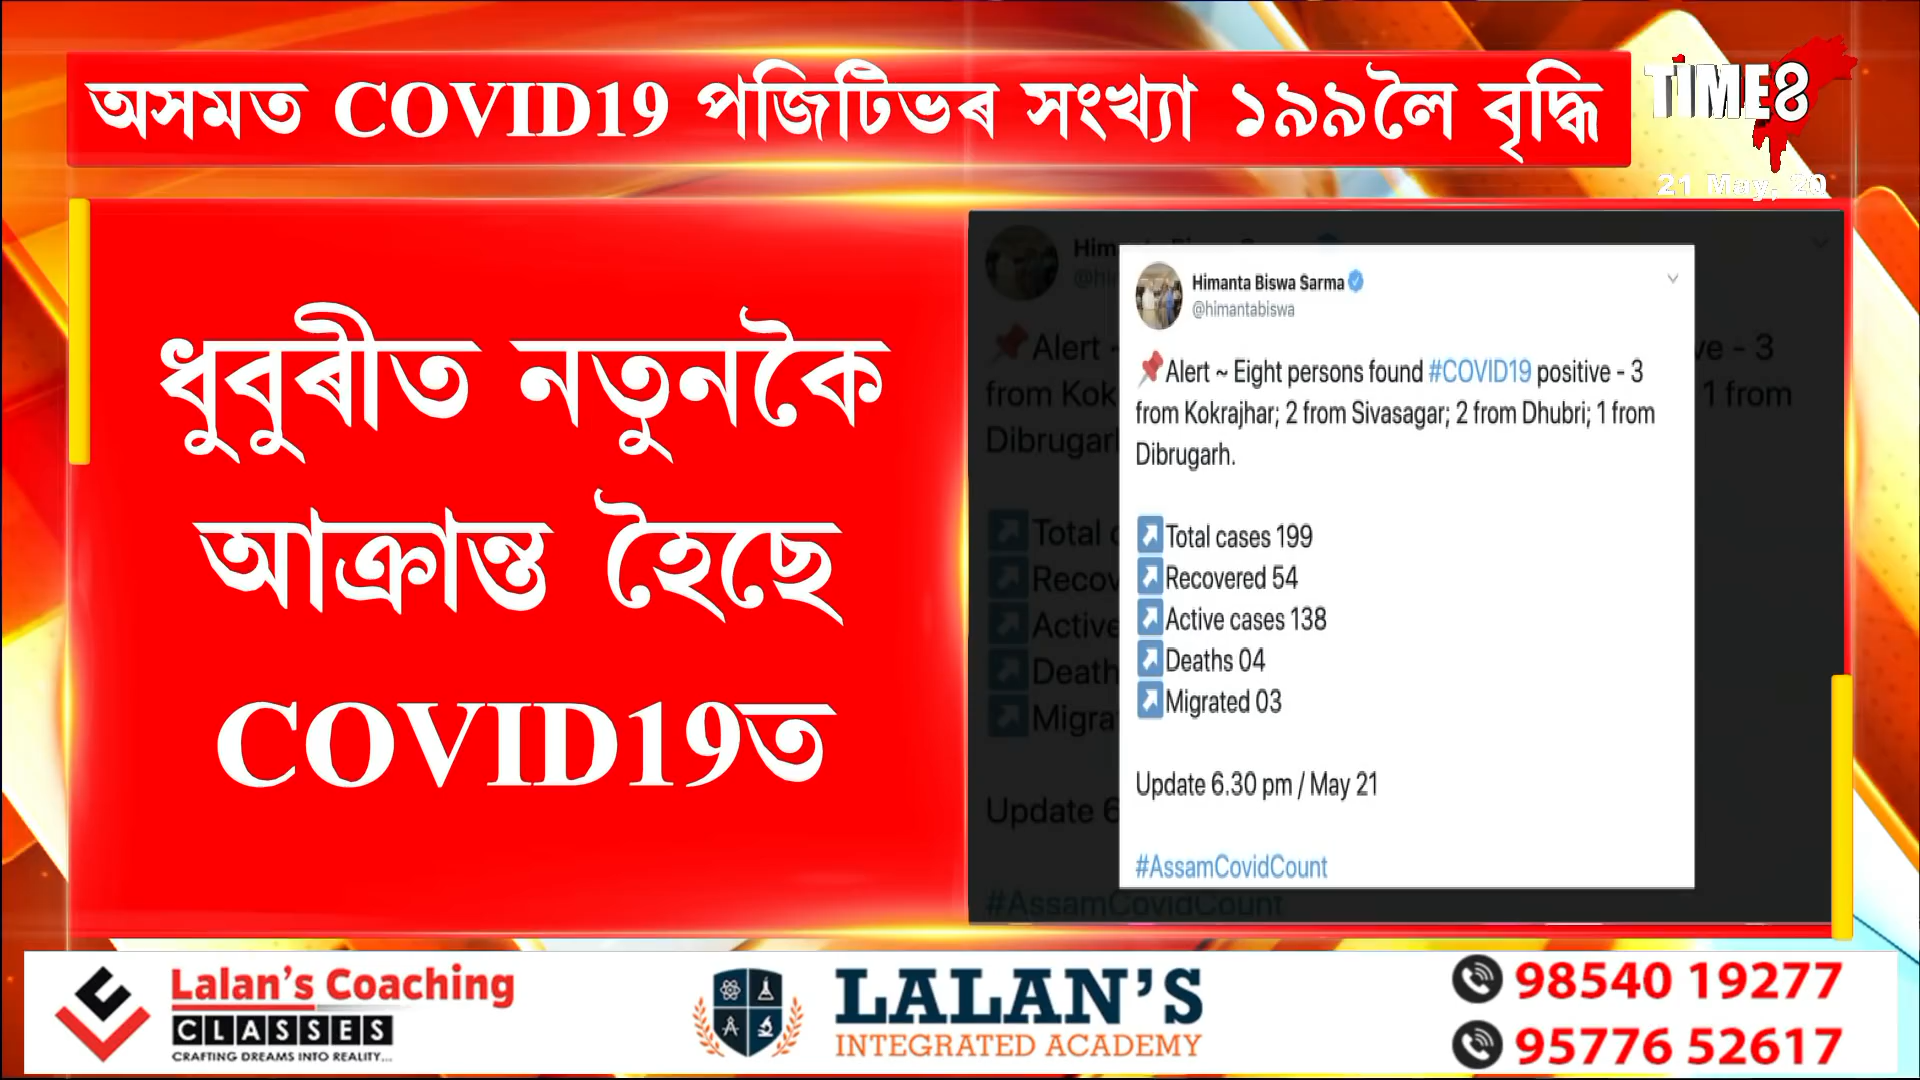 অসমত COVID19 পজিটিভৰ সংখ্যা ১৯৯লৈ বৃদ্ধি
TIME8
21 May, 20
ধুবুৰীত নতুনকৈ
আক্ৰান্ত হৈছে
COVID19ত
Himanta Biswa Sarma
@himantabiswa
📌Alert ~ Eight persons found #COVID19 positive - 3
from Kokrajhar; 2 from Sivasagar; 2 from Dhubri; 1 from
Dibrugarh.
↗Total cases 199
↗Recovered 54
↗Active cases 138
↗Deaths 04
↗Migrated 03
Update 6.30 pm / May 21
#AssamCovidCount
Lalan's Coaching
CLASSES
CRAFTING DREAMS INTO REALITY...
LALAN'S
INTEGRATED ACADEMY
98540 19277
95776 52617